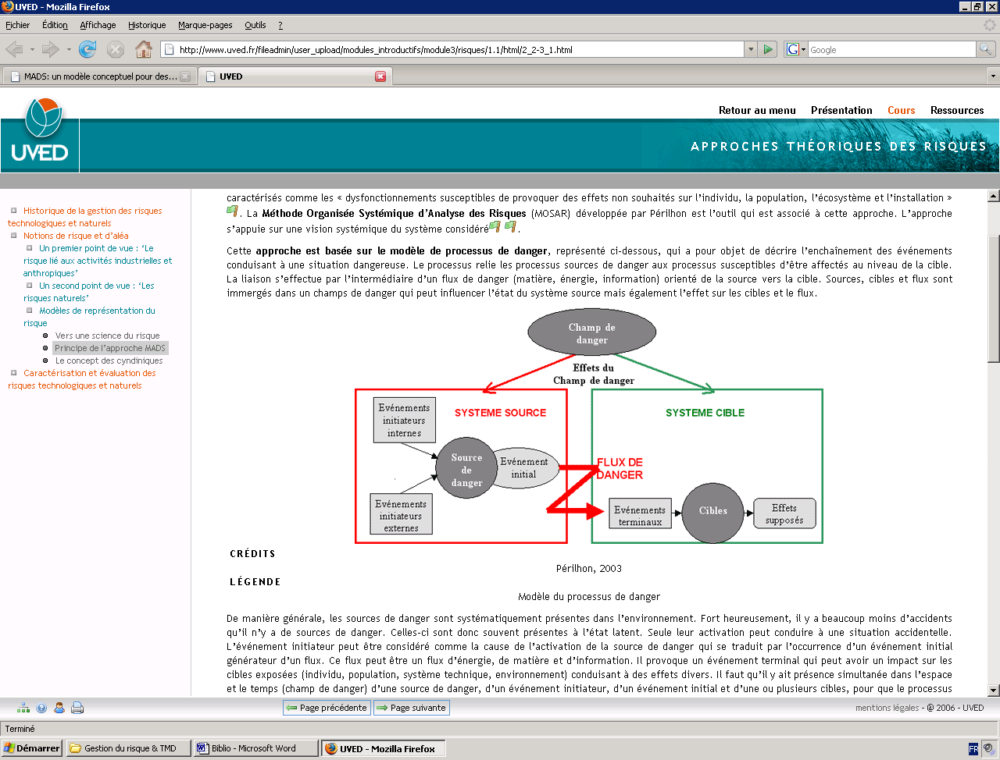 UVED - Mozilla Firefox
Fichier Édition Affichage Historique Marque-pages Outils ?
http://www.uved.fr/fileadmin/user_upload/modules_introductifs/module3/risques/1.1/html/2_2-3_1.html
G Google
MADS: un modèle conceptuel pour des... UVED
Retour au menu Présentation Cours Ressources
UVED
APPROCHES THÉORIQUES DES RISQUES
Historique de la gestion des risques
technologiques et naturels
Notions de risque et d'aléa
Un premier point de vue : 'Le
risque lié aux activités industrielles et
anthropiques'
Un second point de vue : 'Les
risques naturels'
Modèles de représentation du
risque
Vers une science du risque
Principe de l'approche MADS
Le concept des cyndiniques
Caractérisation et évaluation des
risques technologiques et naturels
caractérisés comme les « dysfonctionnements susceptibles de provoquer des effets non souhaités sur l'individu, la population, l'écosystème et l'installation »
. La Méthode Organisée Systémique d'Analyse des Risques (MOSAR) développée par Périlhon est l'outil qui est associé à cette approche. L'approche
s'appuie sur une vision systémique du système considéré .
Cette approche est basée sur le modèle de processus de danger, représenté ci-dessous, qui a pour objet de décrire l'enchaînement des événements
conduisant à une situation dangereuse. Le processus relie les processus sources de danger aux processus susceptibles d'être affectés au niveau de la cible.
La liaison s'effectue par l'intermédiaire d'un flux de danger (matière, énergie, information) orienté de la source vers la cible. Sources, cibles et flux sont
immergés dans un champs de danger qui peut influencer l'état du système source mais également l'effet sur les cibles et le flux.
Champ de
danger
Effets du
Champ de danger
SYSTEME SOURCE
Evénements
initiateurs
internes
Source
de
danger
Evénement
initial
Evénements
initiateurs
externes
FLUX DE
DANGER
SYSTEME CIBLE
Evénements
terminaux
Cibles
Effets
supposés
CRÉDITS
Périlhon, 2003
LÉGENDE
Modèle du processus de danger
De manière générale, les sources de danger sont systématiquement présentes dans l'environnement. Fort heureusement, il y a beaucoup moins d'accidents
qu'il n'y a de sources de danger. Celles-ci sont donc souvent présentes à l'état latent. Seule leur activation peut conduire à une situation accidentelle.
L'événement initiateur peut être considéré comme la cause de l'activation de la source de danger qui se traduit par l'occurrence d'un événement initial
générateur d'un flux. Ce flux peut être un flux d'énergie, de matière et d'information. Il provoque un événement terminal qui peut avoir un impact sur les
cibles exposées (individu, population, système technique, environnement) conduisant à des effets divers. Il faut qu'il y ait présence simultanée dans l'espace
et le temps (champ de danger) d'une source de danger, d'un événement initiateur, d'un événement initial et d'une ou plusieurs cibles, pour que le processus
Page précédente Page suivante
mentions légales - @ 2006 - UVED
Terminé
Démarrer Gestion du risque & TMD Biblio - Microsoft Word UVED - Mozilla Firefox FR